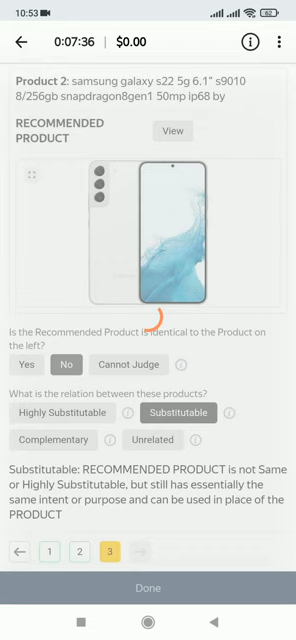 10:53
62
0:07:36 $0.00
Product 2: samsung galaxy s22 5g 6.1" s9010
8/256gb snapdragon8gen1 50mp ip68 by
RECOMMENDED
PRODUCT
View
Is the Recommended Product is identical to the Product on
the left?
Yes No Cannot Judge
What is the relation between these products?
Highly Substitutable Substitutable
Complementary Unrelated
Substitutable: RECOMMENDED PRODUCT is not Same
or Highly Substitutable, but still has essentially the
same intent or purpose and can be used in place of the
PRODUCT
1 2 3
Done